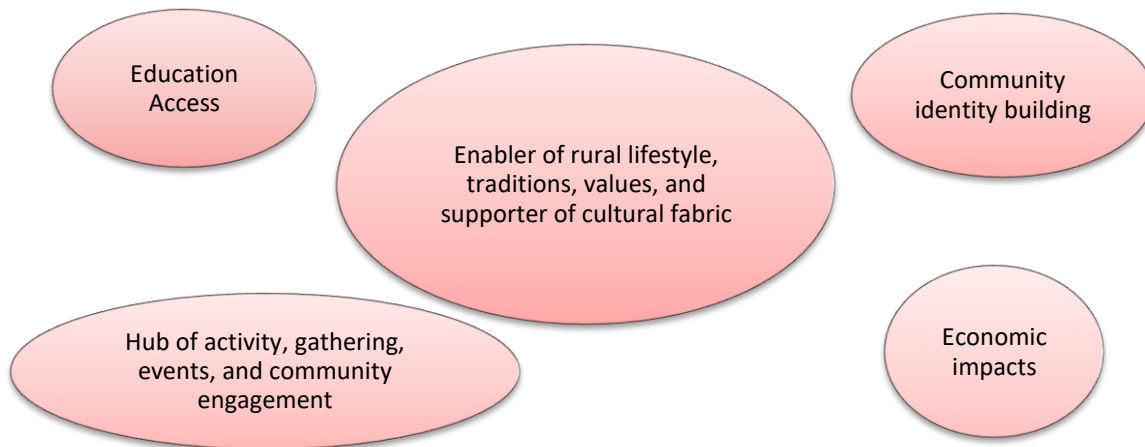 Education
Access
Community
identity building
Enabler of rural lifestyle,
traditions, values, and
supporter of cultural fabric
Hub of activity, gathering,
events, and community
engagement
Economic
impacts